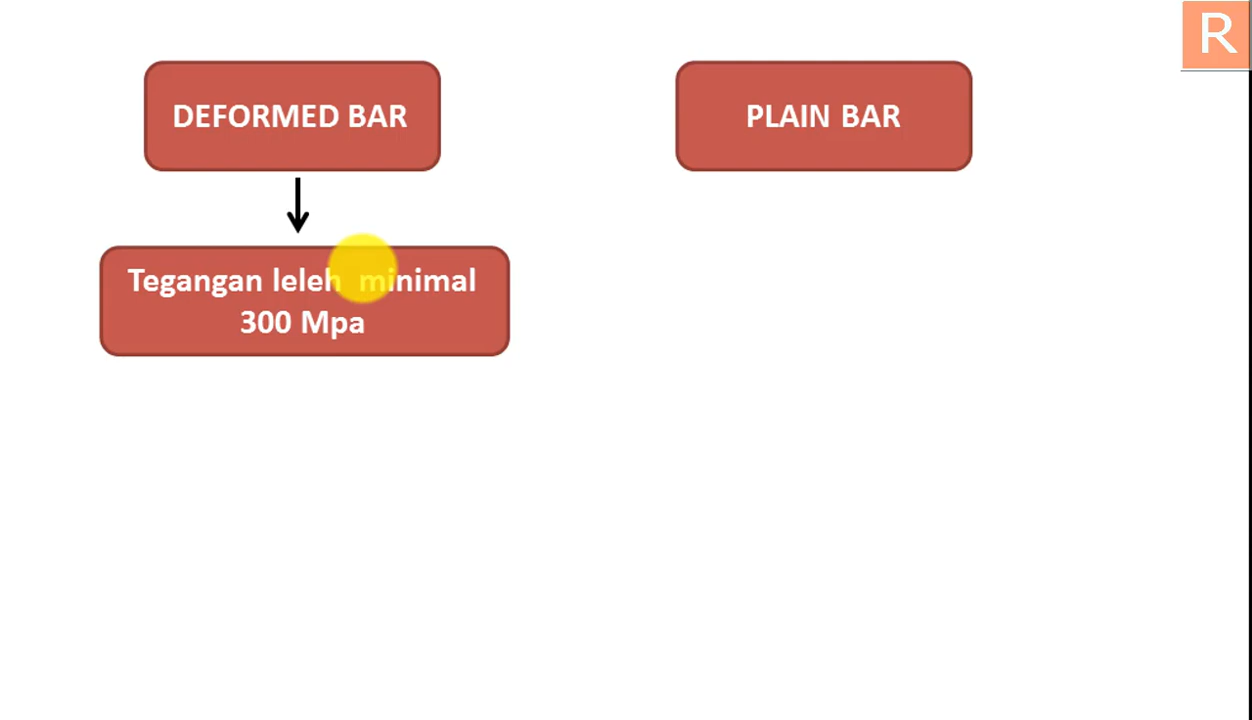 R
DEFORMED BAR
PLAIN BAR
Tegangan leleh minimal
300 Mpa